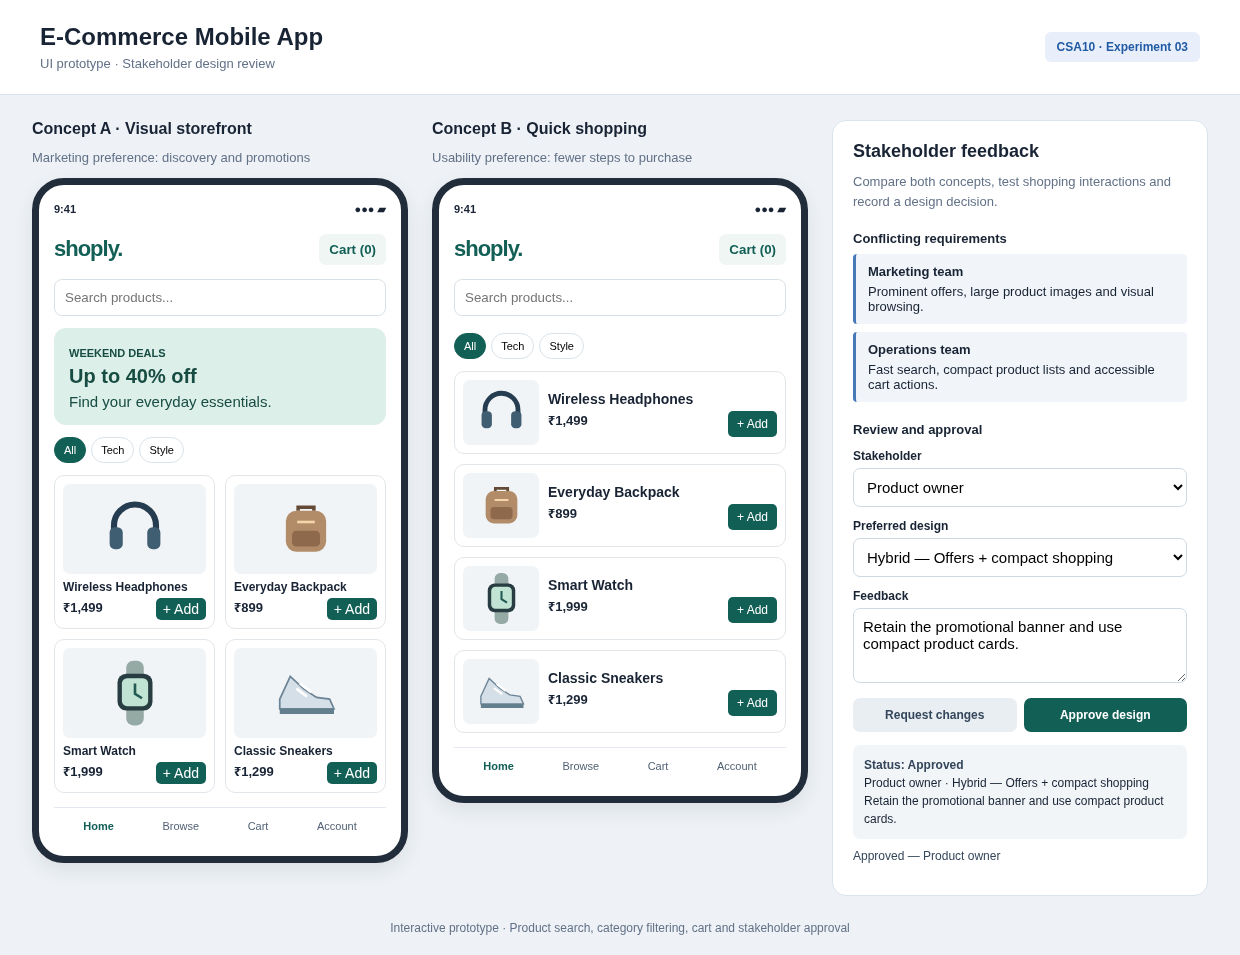 E-Commerce Mobile App
UI prototype · Stakeholder design review
CSA10 · Experiment 03
Concept A · Visual storefront
Marketing preference: discovery and promotions
9:41
shoply.
Cart (0)
Search products...
WEEKEND DEALS
Up to 40% off
Find your everyday essentials.
All
Tech
Style
Wireless Headphones
₹1,499
+ Add
Everyday Backpack
₹899
+ Add
Smart Watch
₹1,999
+ Add
Classic Sneakers
₹1,299
+ Add
Home
Browse
Cart
Account
Concept B · Quick shopping
Usability preference: fewer steps to purchase
9:41
shoply.
Cart (0)
Search products...
All
Tech
Style
Wireless Headphones
₹1,499
+ Add
Everyday Backpack
₹899
+ Add
Smart Watch
₹1,999
+ Add
Classic Sneakers
₹1,299
+ Add
Home
Browse
Cart
Account
Stakeholder feedback
Compare both concepts, test shopping interactions and
record a design decision.
Conflicting requirements
Marketing team
Prominent offers, large product images and visual
browsing.
Operations team
Fast search, compact product lists and accessible
cart actions.
Review and approval
Stakeholder
Product owner
Preferred design
Hybrid — Offers + compact shopping
Feedback
Retain the promotional banner and use
compact product cards.
Request changes
Approve design
Status: Approved
Product owner · Hybrid — Offers + compact shopping
Retain the promotional banner and use compact product
cards.
Approved — Product owner
Interactive prototype · Product search, category filtering, cart and stakeholder approval